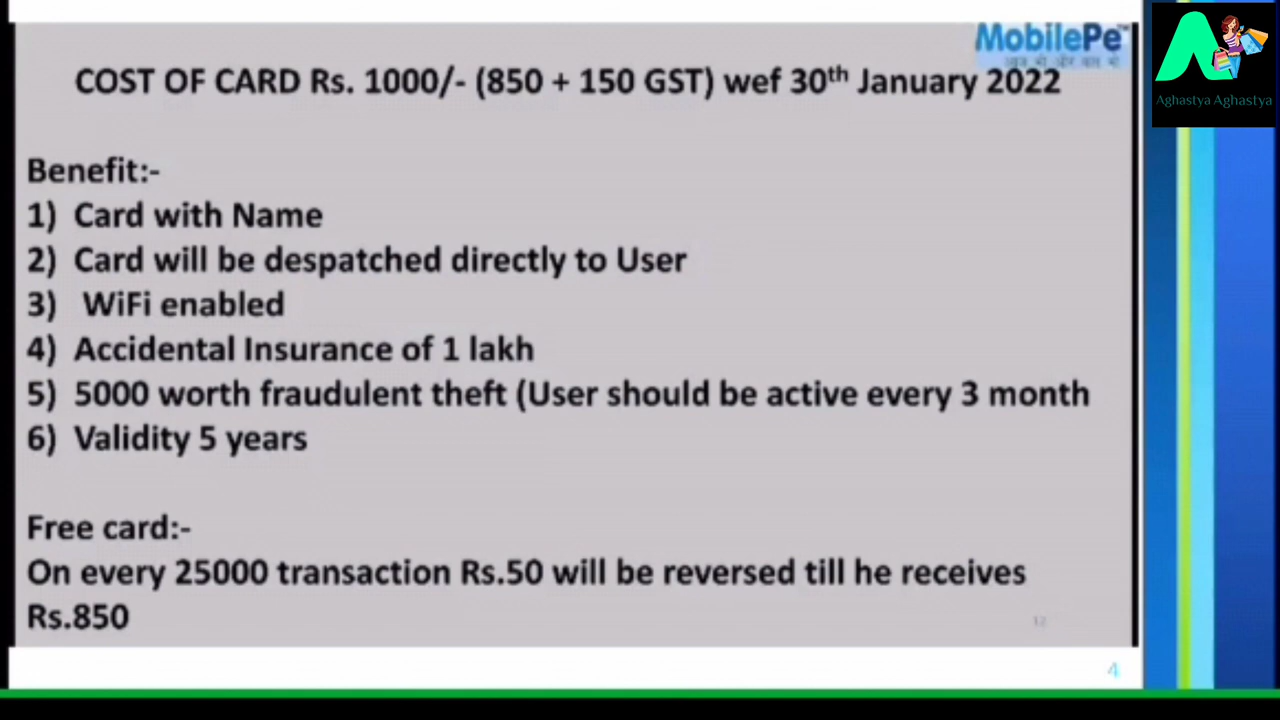 MobilePe™
COST OF CARD Rs. 1000/- (850 + 150 GST) wef 30th January 2022
Aghastya Aghastya
Benefit:-
1) Card with Name
2) Card will be despatched directly to User
3) WiFi enabled
4) Accidental Insurance of 1 lakh
5) 5000 worth fraudulent theft (User should be active every 3 month
6) Validity 5 years
Free card:-
On every 25000 transaction Rs.50 will be reversed till he receives
Rs.850
12
4